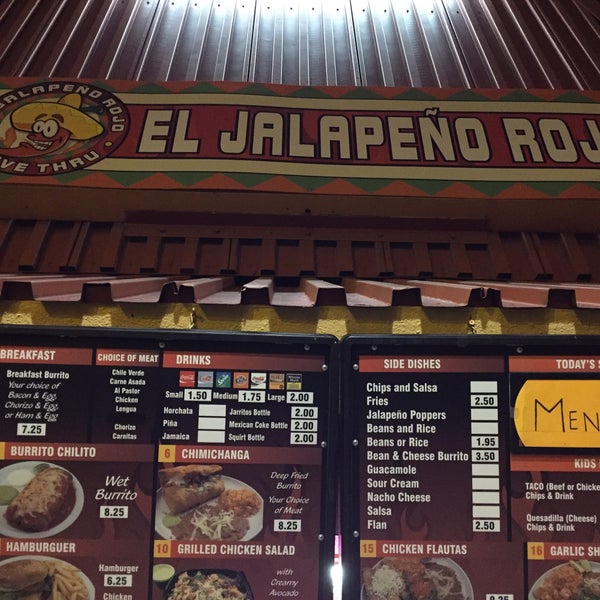 JALAPEÑO ROJO
VE THRU
EL JALAPEÑO ROJ
BREAKFAST
Breakfast Burrito
Your choice of
Bacon & Egg,
Chorizo & Egg
or Ham & Egg
7.25
CHOICE OF MEAT
Chile Verde
Carne Asada
Al Pastor
Chicken
Lengua
Chorizo
Carnitas
DRINKS
Small 1.50 Medium 1.75 Large 2.00
Horchata Jarritos Bottle 2.00
Piña Mexican Coke Bottle 2.00
Jamaica Squirt Bottle 2.00
BURRITO CHILITO
Wet
Burrito
8.25
6 CHIMICHANGA
Deep Fried
Burrito
Your Choice
of Meat
8.25
HAMBURGUER
Hamburger
6.25
Chicken
10 GRILLED CHICKEN SALAD
with
Creamy
Avocado
SIDE DISHES
Chips and Salsa
Fries 2.50
Jalapeño Poppers
Beans and Rice
Beans or Rice 1.95
Bean & Cheese Burrito 3.50
Guacamole
Sour Cream
Nacho Cheese
Salsa
Flan 2.50
TODAY'S S
MEN
KIDS
TACO (Beef or Chicken
Chips & Drink
Quesadilla (Cheese)
Chips & Drink
15 CHICKEN FLAUTAS
16 GARLIC SH